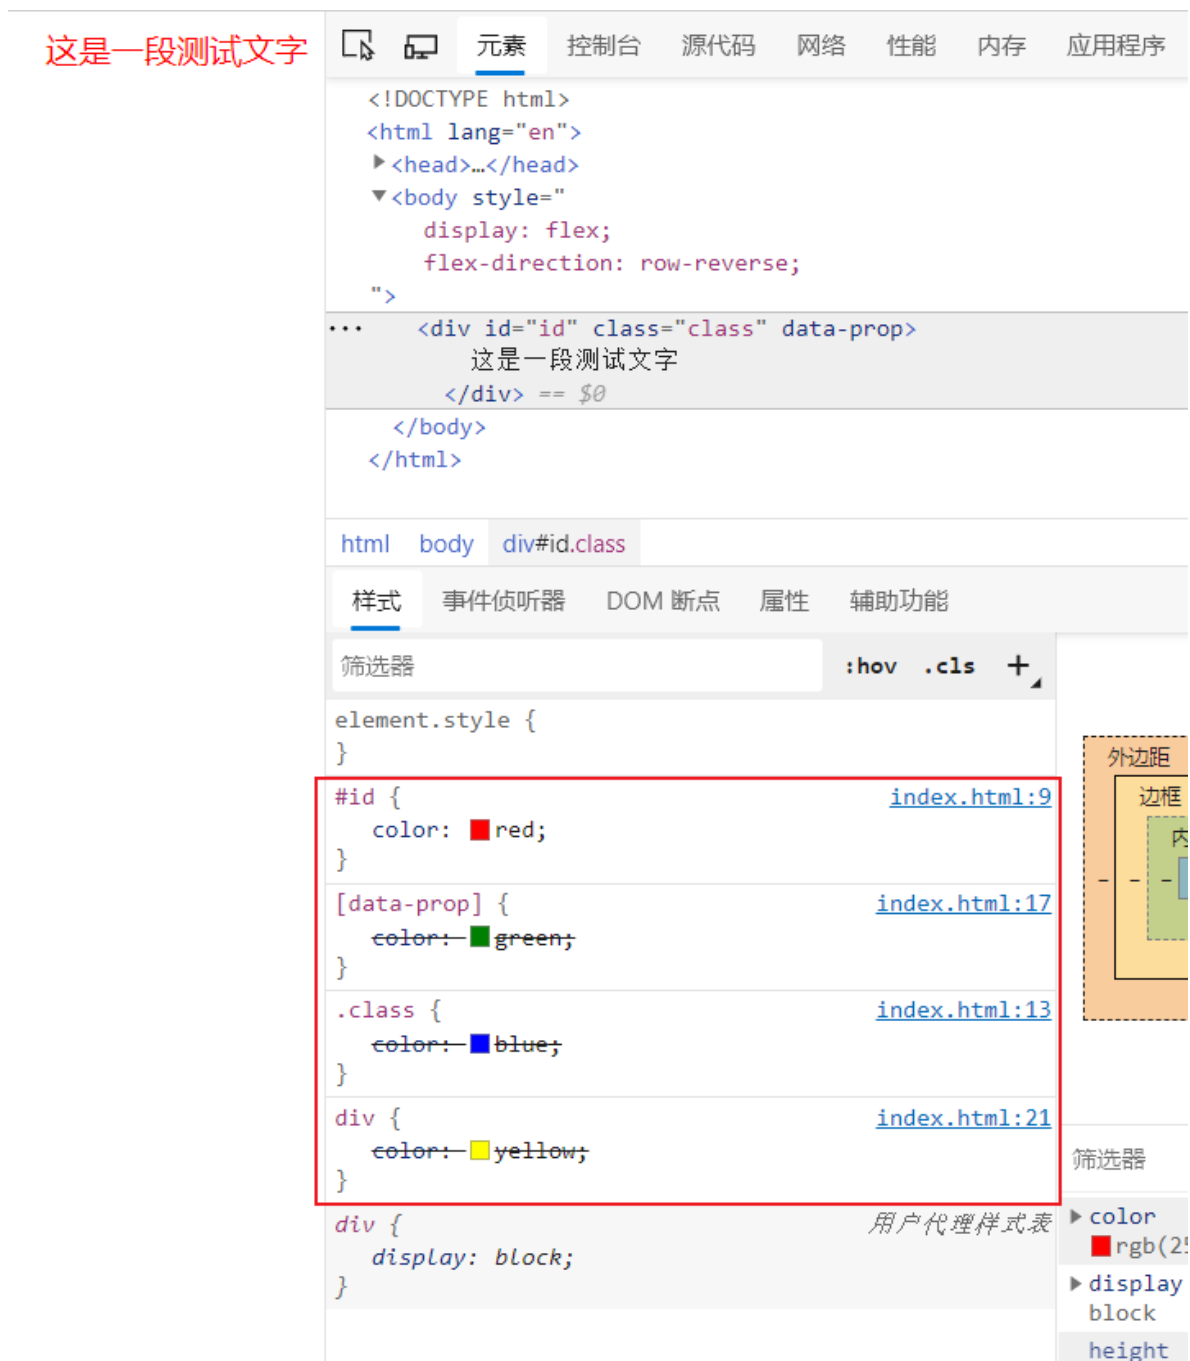 这是一段测试文字
元素 控制台 源代码 网络 性能 内存 应用程序
<!DOCTYPE html>
<html lang="en">
<head>…</head>
<body style="
display: flex;
flex-direction: row-reverse;
">
··· <div id="id" class="class" data-prop>
这是一段测试文字
</div> == $0
</body>
</html>
html body div#id.class
样式 事件侦听器 DOM 断点 属性 辅助功能
筛选器 :hov .cls +
element.style {
}
#id { index.html:9
color: red;
}
[data-prop] { index.html:17
color: green;
}
.class { index.html:13
color: blue;
}
div { index.html:21
color: yellow;
}
div { 用户代理样式表
display: block;
}
外边距
边框
- - -
筛选器
color
rgb(25
display
block
height